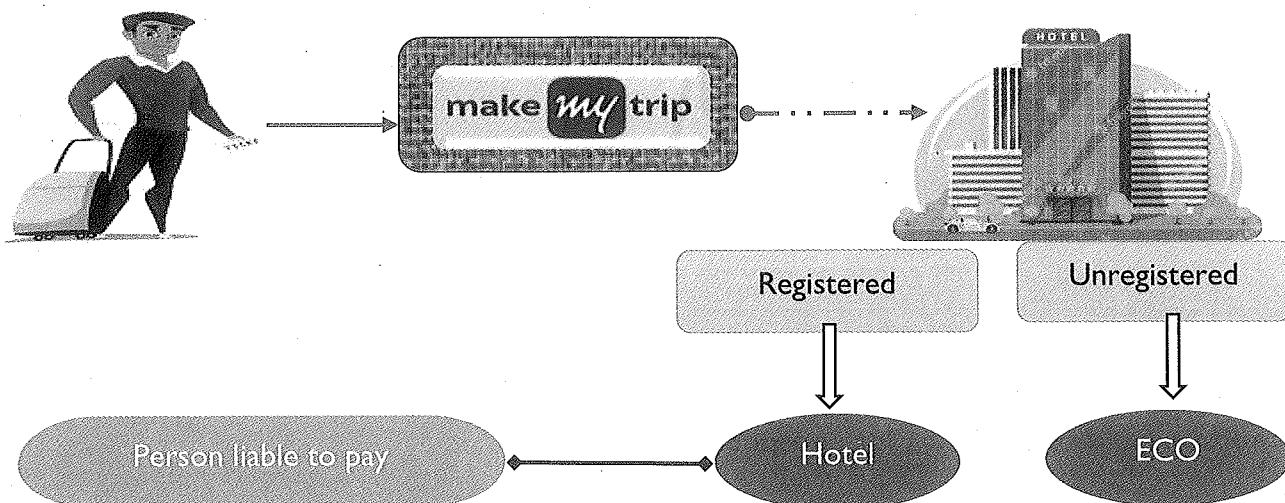 make my trip
HOTEL
Registered
Unregistered
Person liable to pay
Hotel
ECO